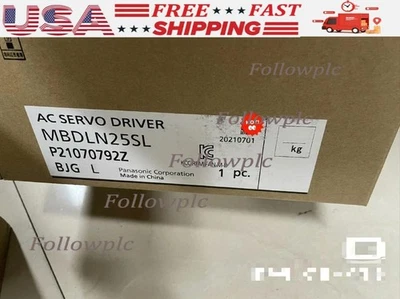 USA FREE FAST
SHIPPING
Followplc
AC SERVO DRIVER
MBDLN25SL
20210701
P21070792Z
kg
BJG L
Panasonic Corporation
1 pc.
Made in China
Followplc
Followplc
Followplc